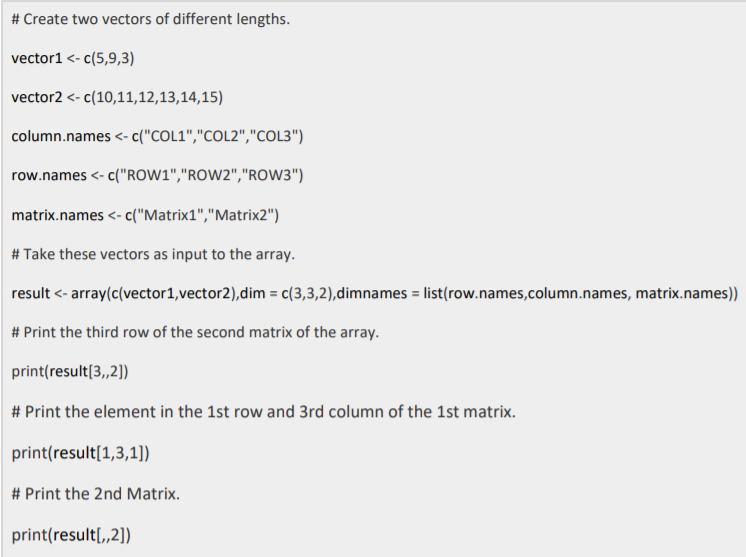 # Create two vectors of different lengths.
vector1 <- c(5,9,3)
vector2 <- c(10,11,12,13,14,15)
column.names <- c("COL1","COL2","COL3")
row.names <- c("ROW1","ROW2","ROW3")
matrix.names <- c("Matrix1","Matrix2")
# Take these vectors as input to the array.
result <- array(c(vector1,vector2),dim = c(3,3,2),dimnames = list(row.names,column.names, matrix.names))
# Print the third row of the second matrix of the array.
print(result[3,,2])
# Print the element in the 1st row and 3rd column of the 1st matrix.
print(result[1,3,1])
# Print the 2nd Matrix.
print(result[,,2])